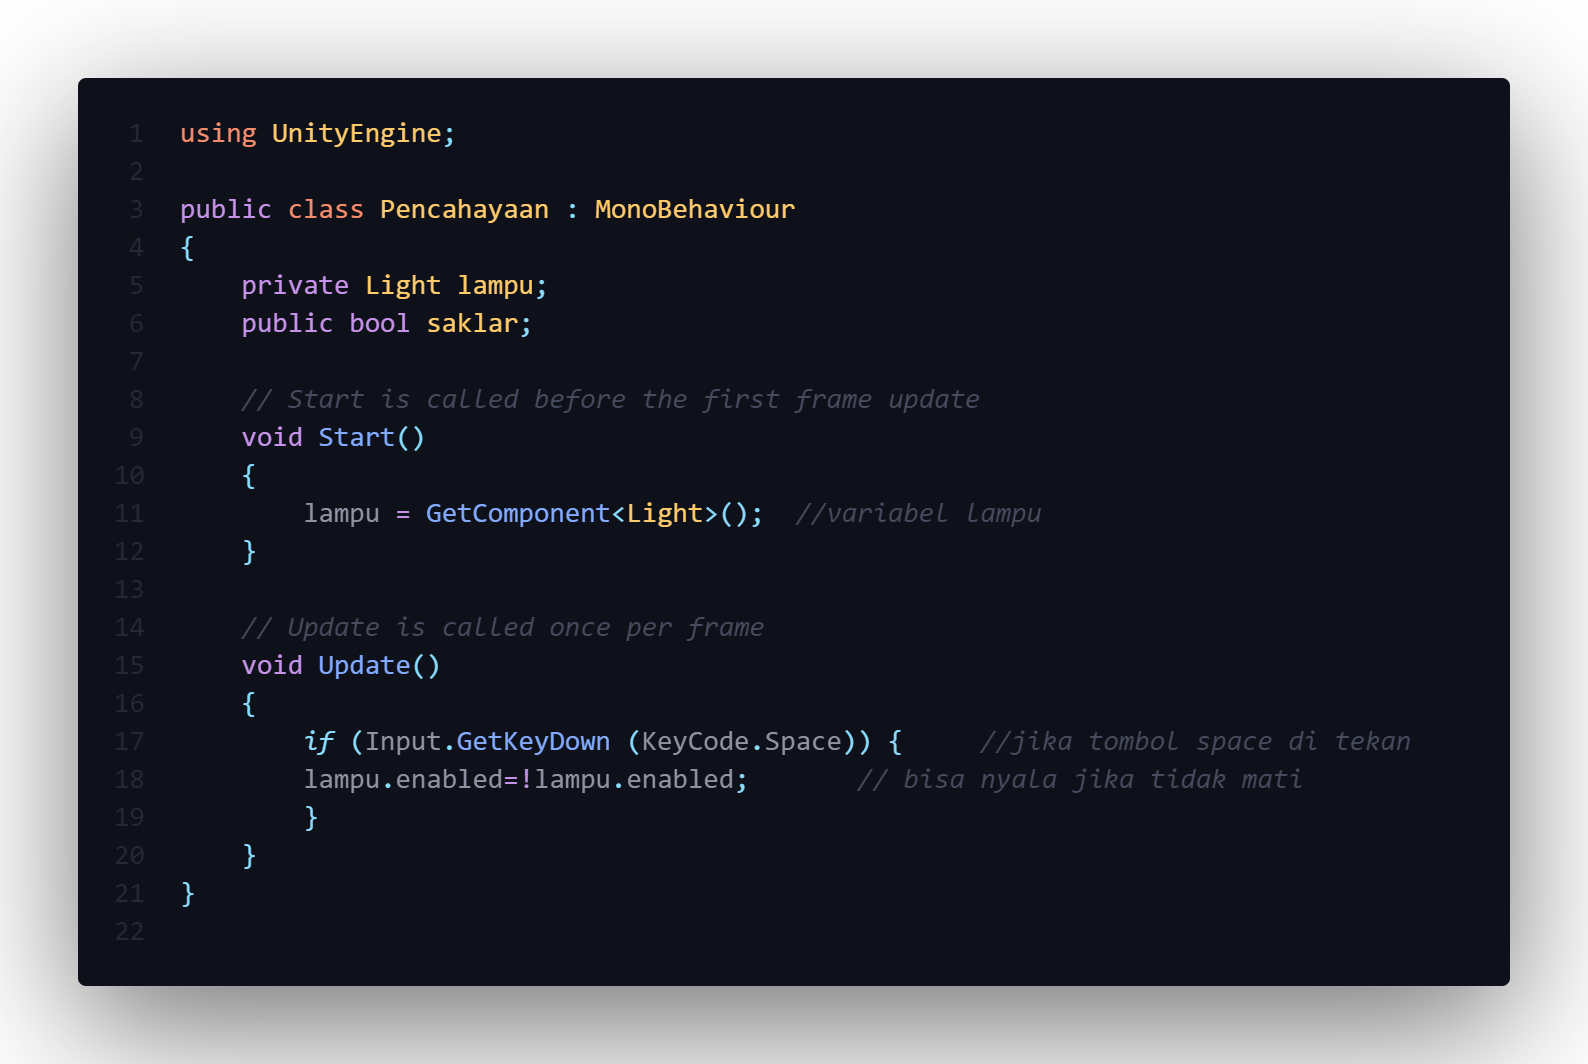 1 using UnityEngine;
2
3 public class Pencahayaan : MonoBehaviour
4 {
5     private Light lampu;
6     public bool saklar;
7
8     // Start is called before the first frame update
9     void Start()
10     {
11         lampu = GetComponent<Light>();  //variabel lampu
12     }
13
14     // Update is called once per frame
15     void Update()
16     {
17         if (Input.GetKeyDown (KeyCode.Space)) {     //jika tombol space di tekan
18         lampu.enabled=!lampu.enabled;       // bisa nyala jika tidak mati
19         }
20     }
21 }
22